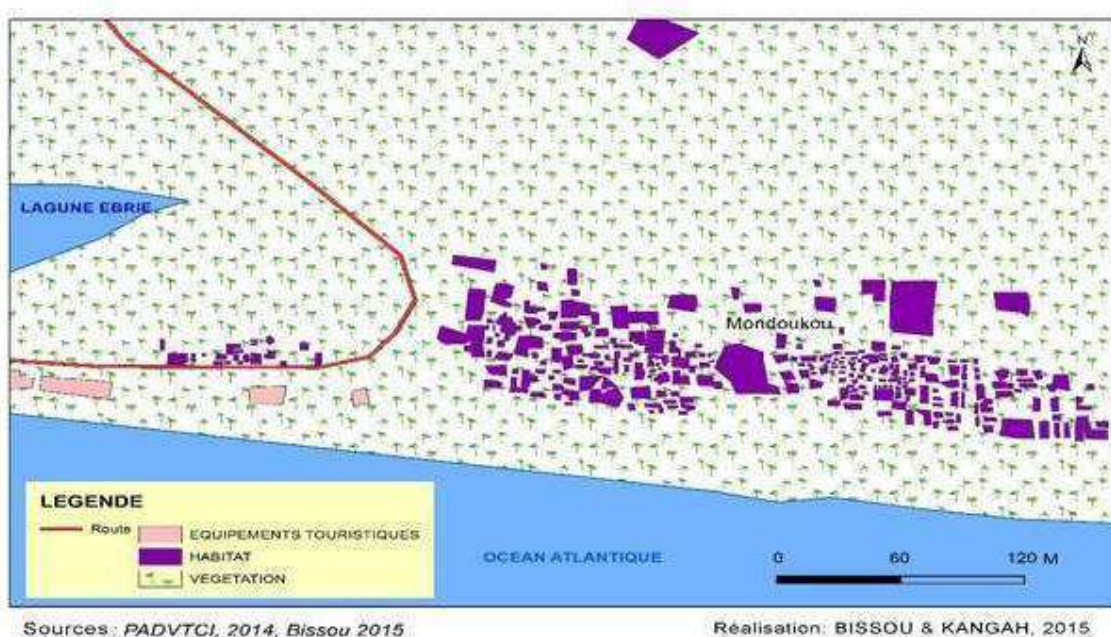 N
LAGUNE EBRIE
Mondoukou
LEGENDE
Route
EQUIPEMENTS TOURISTIQUES
HABITAT
VEGETATION
OCEAN ATLANTIQUE
0 60 120 M
Sources: PADVTCI, 2014, Bissou 2015
Réalisation: BISSOU & KANGAH, 2015